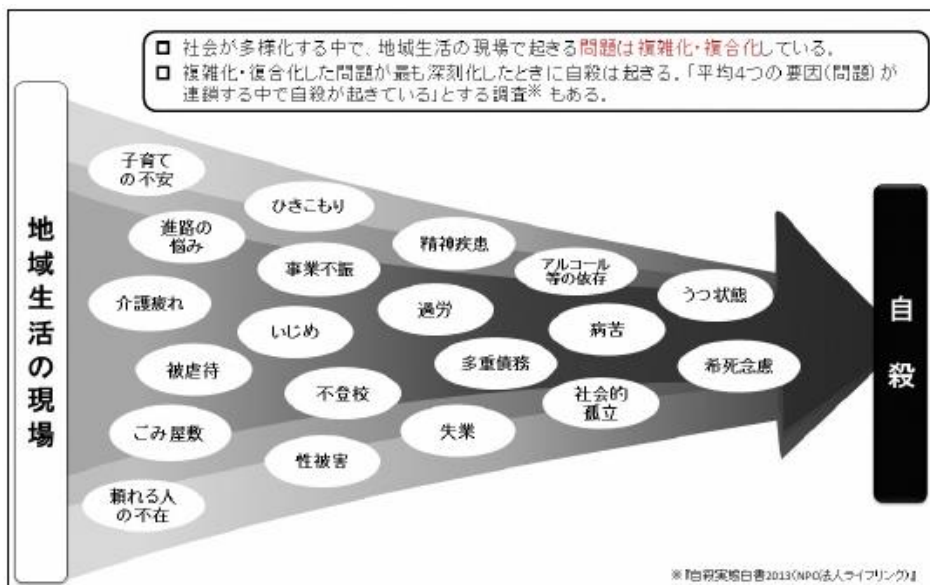 □ 社会が多様化する中で、地域生活の現場で起きる問題は複雑化・複合化している。
□ 複雑化・復合化した問題が最も深刻化したときに自殺は起きる。「平均4つの要因(問題)が
連鎖する中で自殺が起きている」とする調査※ もある。
地域生活の現場
子育て
の不安
進路の
悩み
介護疲れ
被虐待
ごみ屋敷
頼れる人
の不在
ひきこもり
事業不振
いじめ
不登校
性被害
精神疾患
過労
多重債務
失業
アルコール
等の依存
病苦
社会的
孤立
うつ状態
希死念慮
自殺
※『自殺実態白書2013(NPO法人ライフリンク)』